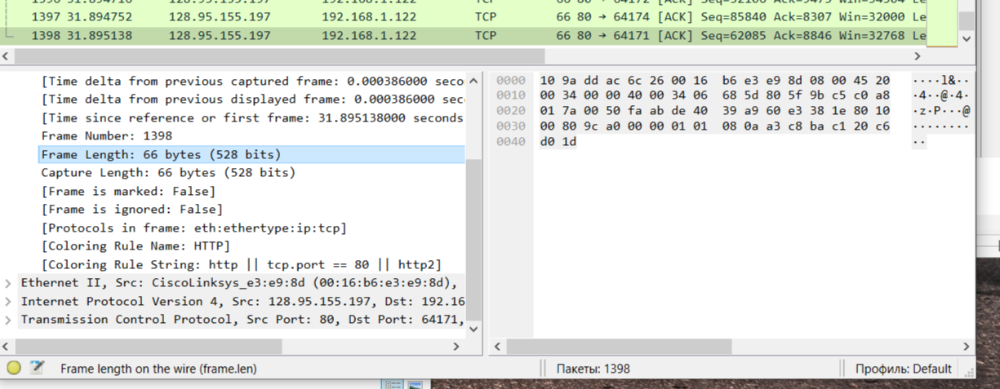 1397 31.894752 128.95.155.197 192.168.1.122 TCP 66 80 → 64174 [ACK] Seq=85840 Ack=8307 Win=32000 Le
1398 31.895138 128.95.155.197 192.168.1.122 TCP 66 80 → 64171 [ACK] Seq=62085 Ack=8846 Win=32768 Le
[Time delta from previous captured frame: 0.000386000 seco
[Time delta from previous displayed frame: 0.000386000 sec
[Time since reference or first frame: 31.895138000 seconds
Frame Number: 1398
Frame Length: 66 bytes (528 bits)
Capture Length: 66 bytes (528 bits)
[Frame is marked: False]
[Frame is ignored: False]
[Protocols in frame: eth:ethertype:ip:tcp]
[Coloring Rule Name: HTTP]
[Coloring Rule String: http || tcp.port == 80 || http2]
Ethernet II, Src: CiscoLinksys_e3:e9:8d (00:16:b6:e3:e9:8d),
Internet Protocol Version 4, Src: 128.95.155.197, Dst: 192.16
Transmission Control Protocol, Src Port: 80, Dst Port: 64171,
0000 10 9a dd ac 6c 26 00 16 b6 e3 e9 8d 08 00 45 20 ····l&··
0010 00 34 00 00 40 00 34 06 68 5d 80 5f 9b c5 c0 a8 ·4··@·4·
0020 01 7a 00 50 fa ab de 40 39 a9 60 e3 38 1e 80 10 ·z·P···@
0030 00 80 9c a0 00 00 01 01 08 0a a3 c8 ba c1 20 c6 ········
0040 d0 1d ··
Frame length on the wire (frame.len)
Пакеты: 1398
Профиль: Default